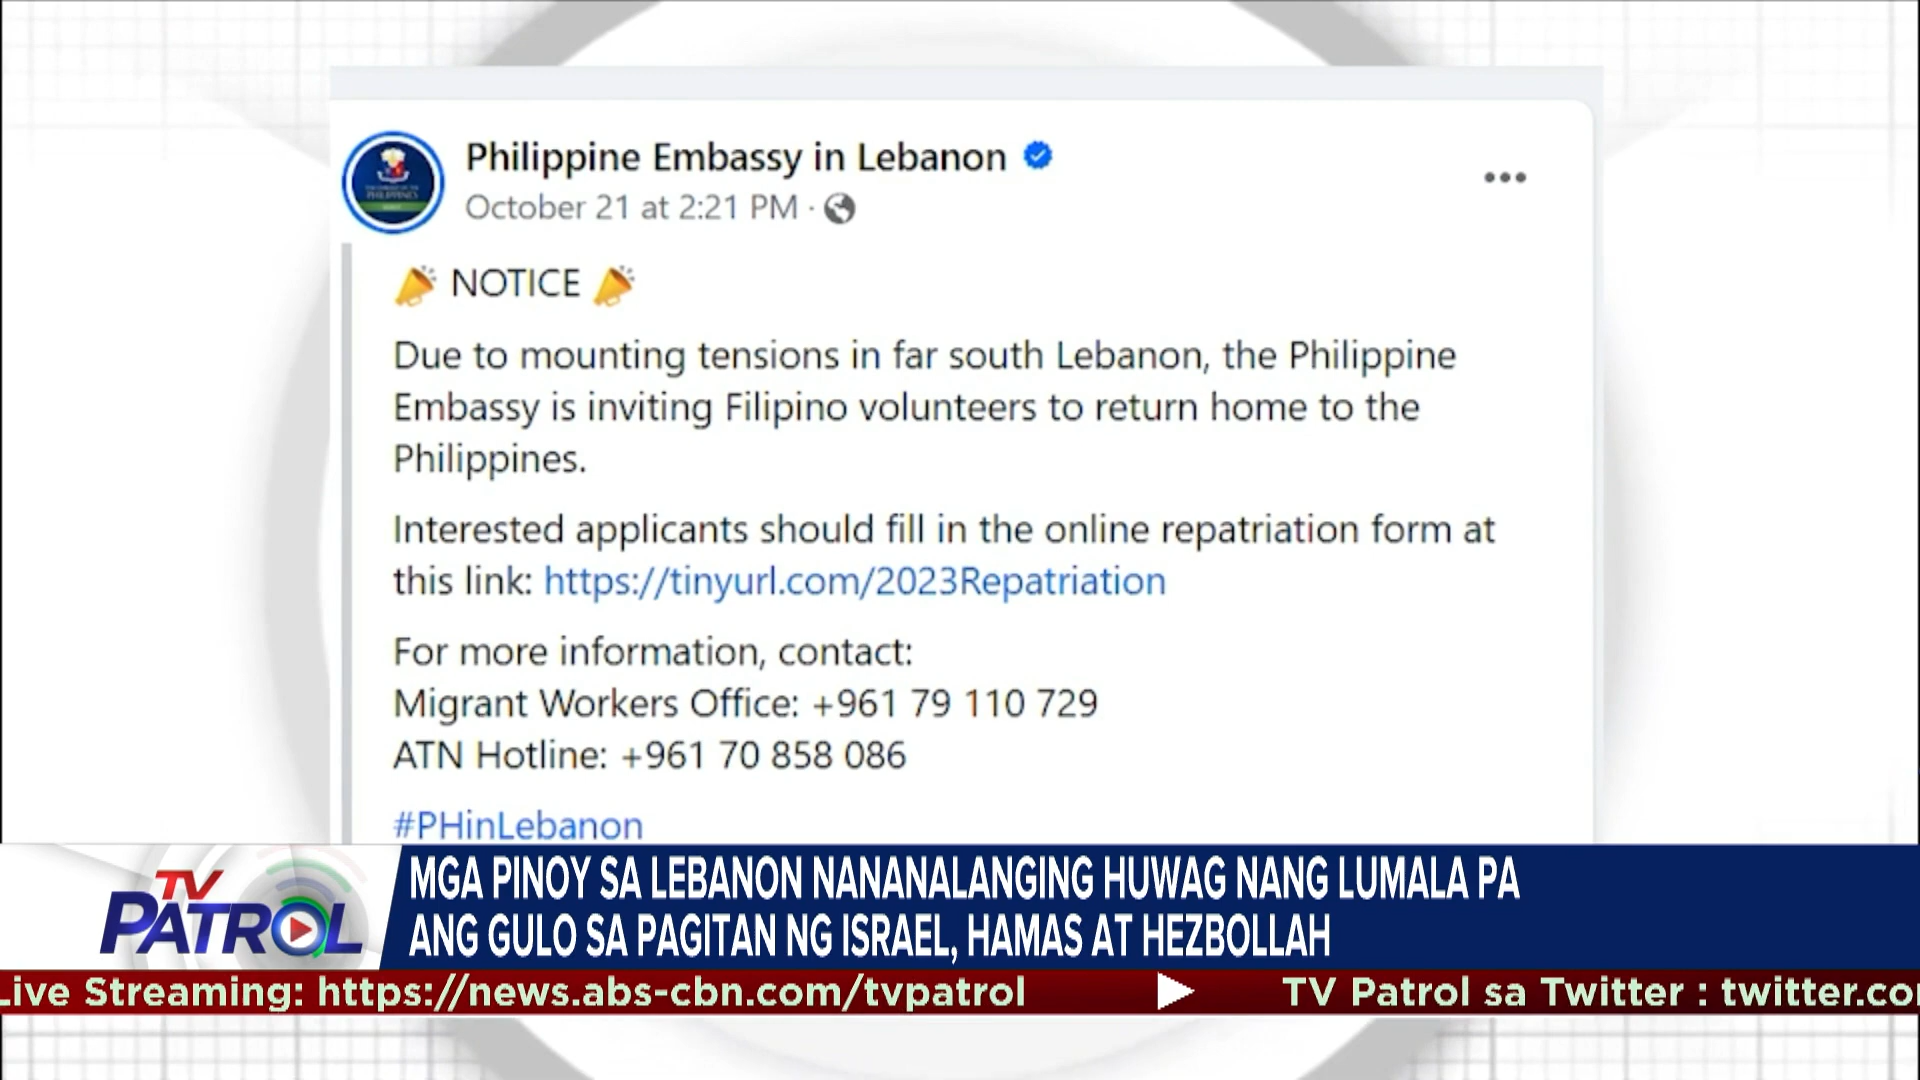 Philippine Embassy in Lebanon
October 21 at 2:21 PM ·
NOTICE
Due to mounting tensions in far south Lebanon, the Philippine
Embassy is inviting Filipino volunteers to return home to the
Philippines.
Interested applicants should fill in the online repatriation form at
this link: https://tinyurl.com/2023Repatriation
For more information, contact:
Migrant Workers Office: +961 79 110 729
ATN Hotline: +961 70 858 086
#PHinLebanon
TV
PATROL
MGA PINOY SA LEBANON NANANALANGING HUWAG NANG LUMALA PA
ANG GULO SA PAGITAN NG ISRAEL, HAMAS AT HEZBOLLAH
Live Streaming: https://news.abs-cbn.com/tvpatrol TV Patrol sa Twitter : twitter.co